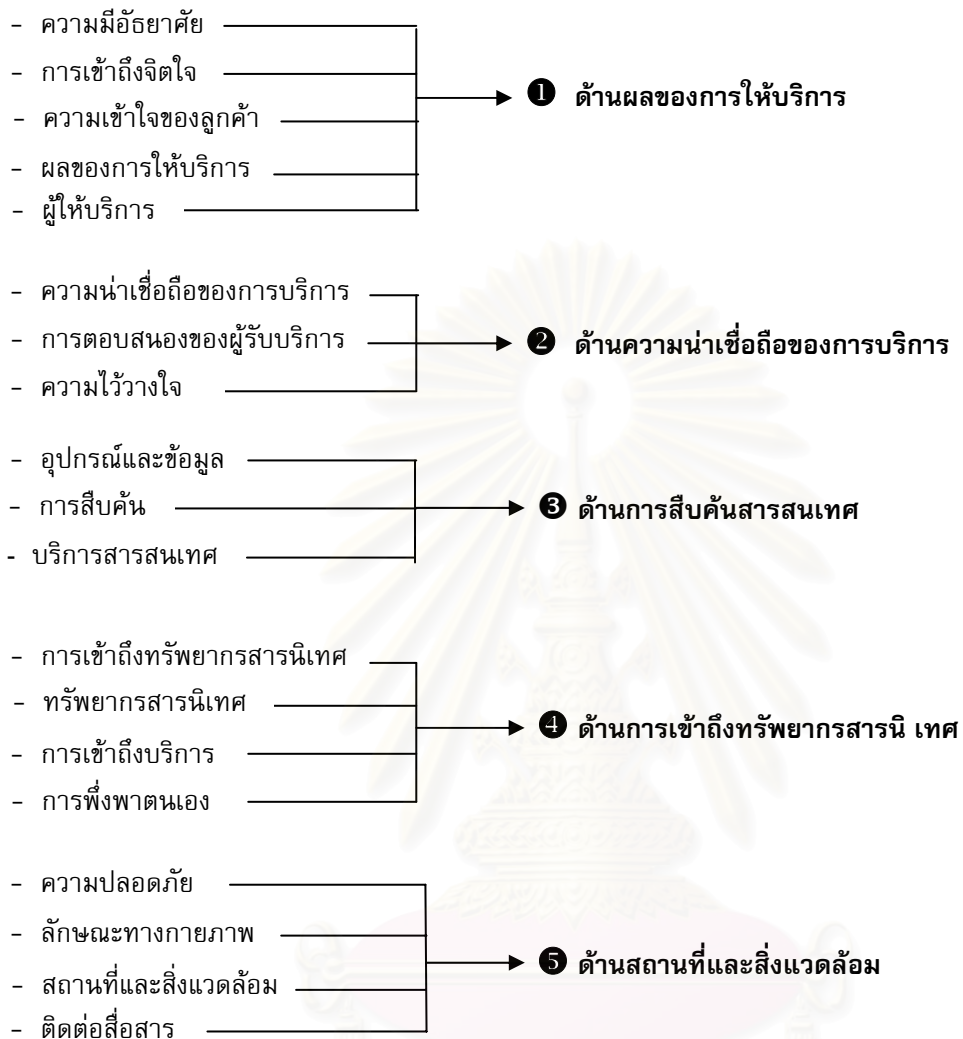 - ความมีอัธยาศัย
- การเข้าถึงจิตใจ
- ความเข้าใจของลูกค้า
- ผลของการให้บริการ
- ผู้ให้บริการ
❶ ด้านผลของการให้บริการ
- ความน่าเชื่อถือของการบริการ
- การตอบสนองของผู้รับบริการ
- ความไว้วางใจ
❷ ด้านความน่าเชื่อถือของการบริการ
- อุปกรณ์และข้อมูล
- การสืบค้น
- บริการสารสนเทศ
❸ ด้านการสืบค้นสารสนเทศ
- การเข้าถึงทรัพยากรสารนิเทศ
- ทรัพยากรสารนิเทศ
- การเข้าถึงบริการ
- การพึ่งพาตนเอง
❹ ด้านการเข้าถึงทรัพยากรสารนิ เทศ
- ความปลอดภัย
- ลักษณะทางกายภาพ
- สถานที่และสิ่งแวดล้อม
- ติดต่อสื่อสาร
❺ ด้านสถานที่และสิ่งแวดล้อม